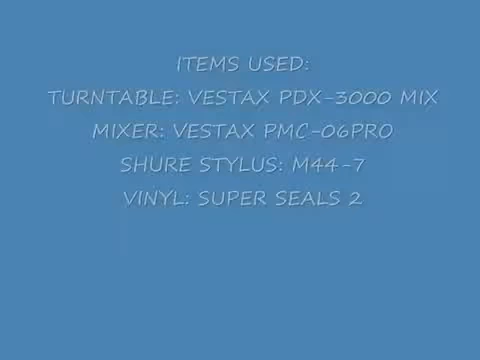 ITEMS USED:
TURNTABLE: VESTAX PDX-3000 MIX
MIXER: VESTAX PMC-06PRO
SHURE STYLUS: M44-7
VINYL: SUPER SEALS 2